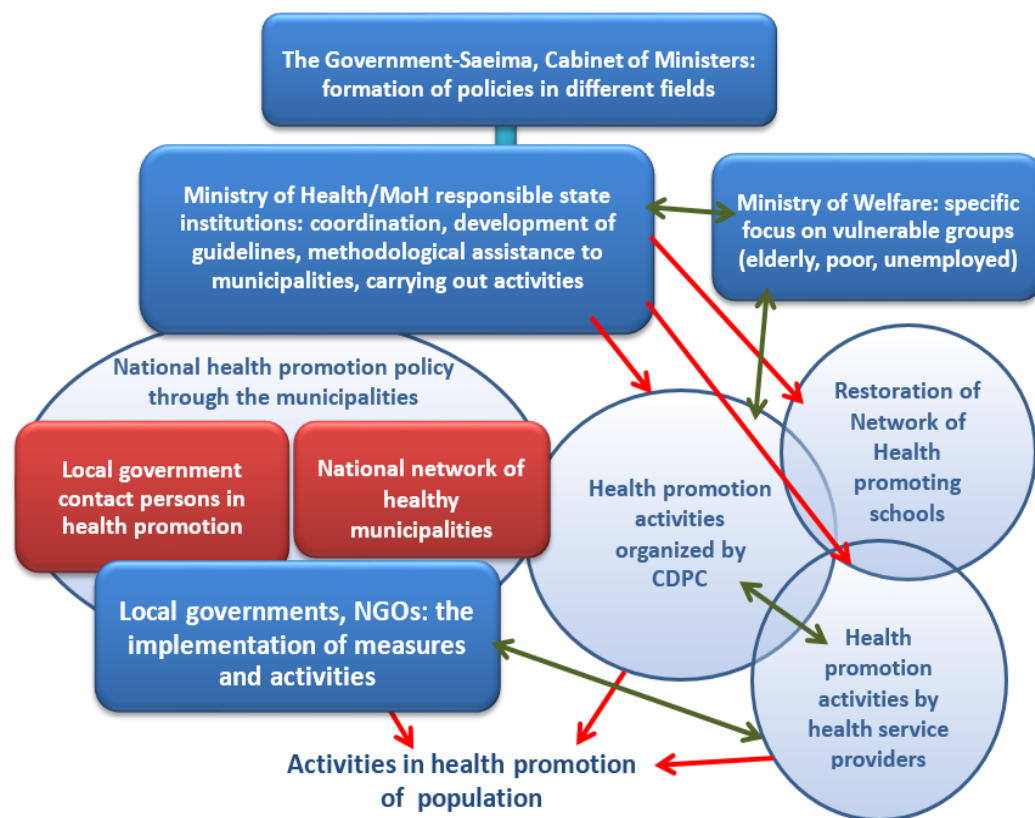 The Government-Saeima, Cabinet of Ministers:
formation of policies in different fields
Ministry of Health/MoH responsible state
institutions: coordination, development of
guidelines, methodological assistance to
municipalities, carrying out activities
Ministry of Welfare: specific
focus on vulnerable groups
(elderly, poor, unemployed)
National health promotion policy
through the municipalities
Local government
contact persons in
health promotion
National network of
healthy
municipalities
Health promotion
activities
organized by
CDPC
Restoration of
Network of
Health
promoting
schools
Local governments, NGOs: the
implementation of measures
and activities
Health
promotion
activities by
health service
providers
Activities in health promotion
of population